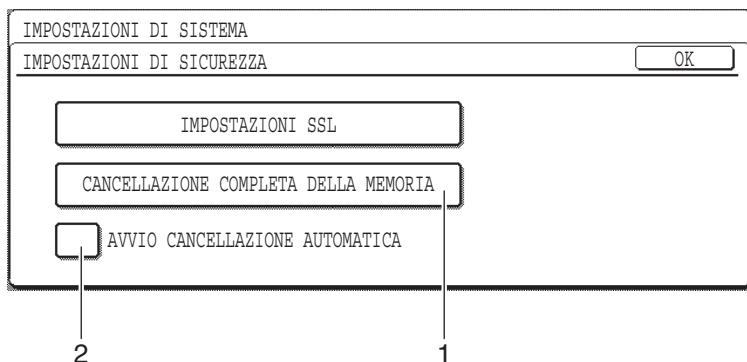 IMPOSTAZIONI DI SISTEMA
IMPOSTAZIONI DI SICUREZZA
OK
IMPOSTAZIONI SSL
CANCELLAZIONE COMPLETA DELLA MEMORIA
AVVIO CANCELLAZIONE AUTOMATICA
2
1